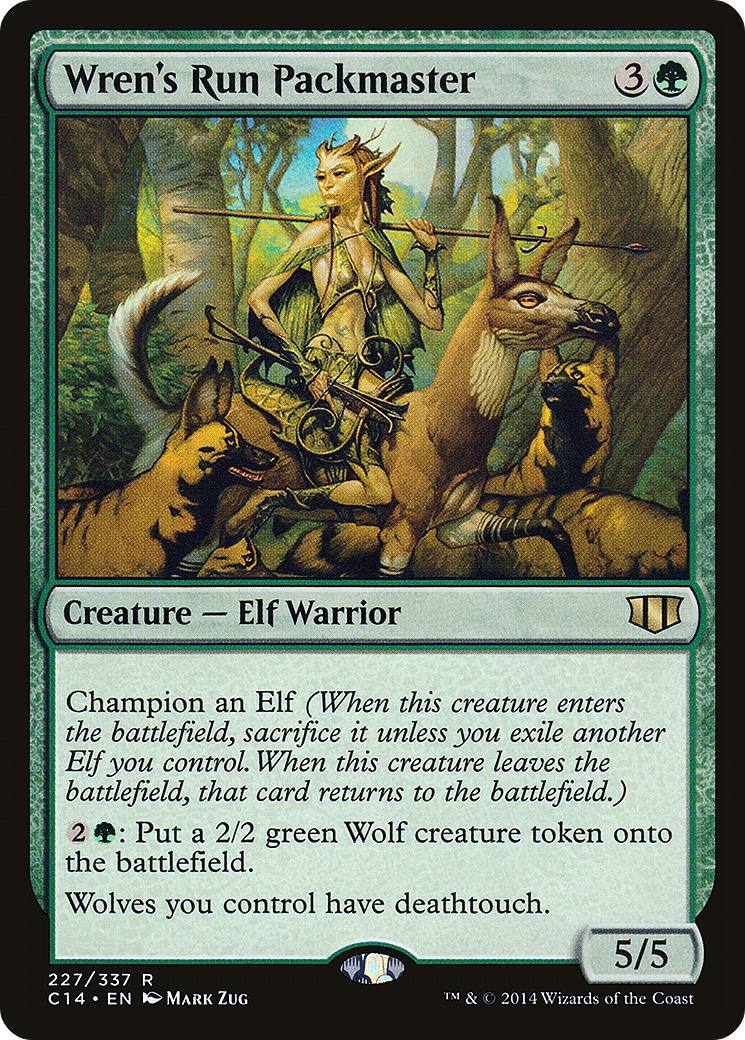 Wren's Run Packmaster 3
Creature — Elf Warrior
Champion an Elf (When this creature enters
the battlefield, sacrifice it unless you exile another
Elf you control. When this creature leaves the
battlefield, that card returns to the battlefield.)
2: Put a 2/2 green Wolf creature token onto
the battlefield.
Wolves you control have deathtouch.
5/5
227/337 R
C14 • EN Mark Zug
™ & © 2014 Wizards of the Coast